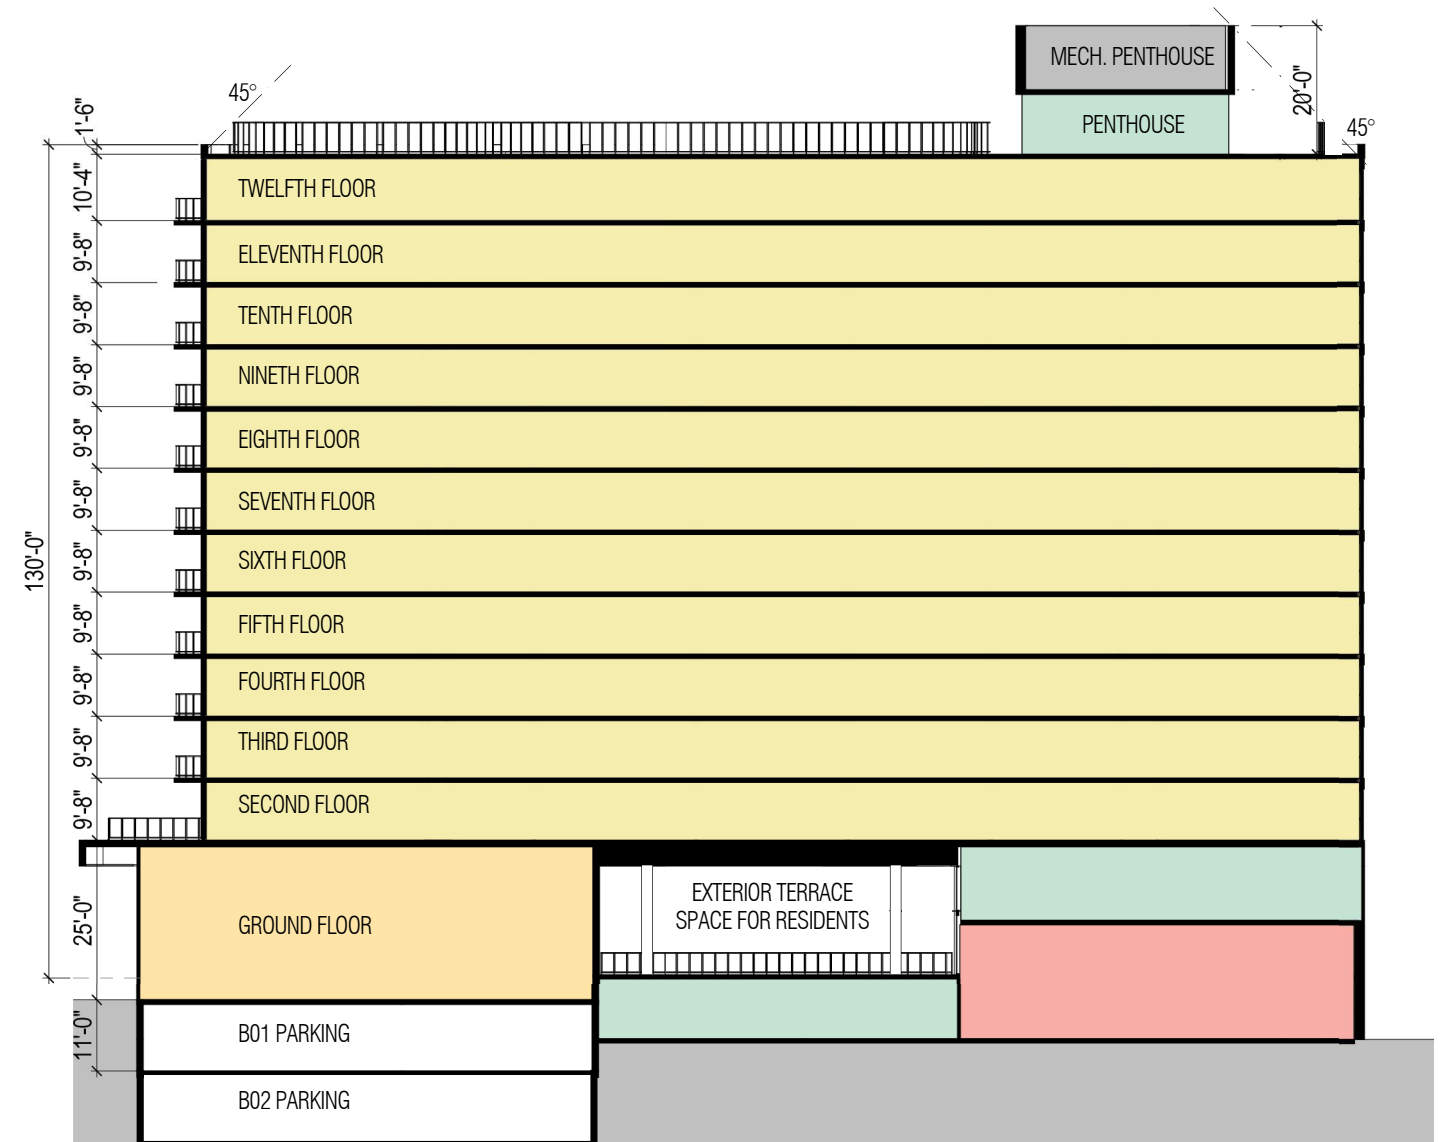 MECH. PENTHOUSE
20'-0"
45°
1'-6"
PENTHOUSE
45°
10'-4"
TWELFTH FLOOR
9'-8"
ELEVENTH FLOOR
9'-8"
TENTH FLOOR
9'-8"
NINETH FLOOR
9'-8"
EIGHTH FLOOR
9'-8"
SEVENTH FLOOR
130'-0"
9'-8"
SIXTH FLOOR
9'-8"
FIFTH FLOOR
9'-8"
FOURTH FLOOR
9'-8"
THIRD FLOOR
9'-8"
SECOND FLOOR
25'-0"
GROUND FLOOR
EXTERIOR TERRACE
SPACE FOR RESIDENTS
11'-0"
B01 PARKING
B02 PARKING